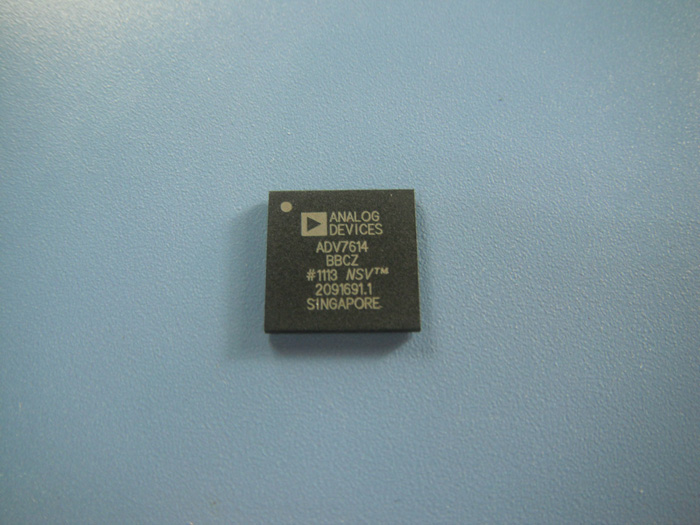 ANALOG
DEVICES
ADV7614
BBCZ
#1113 NSV™
2091691.1
SINGAPORE